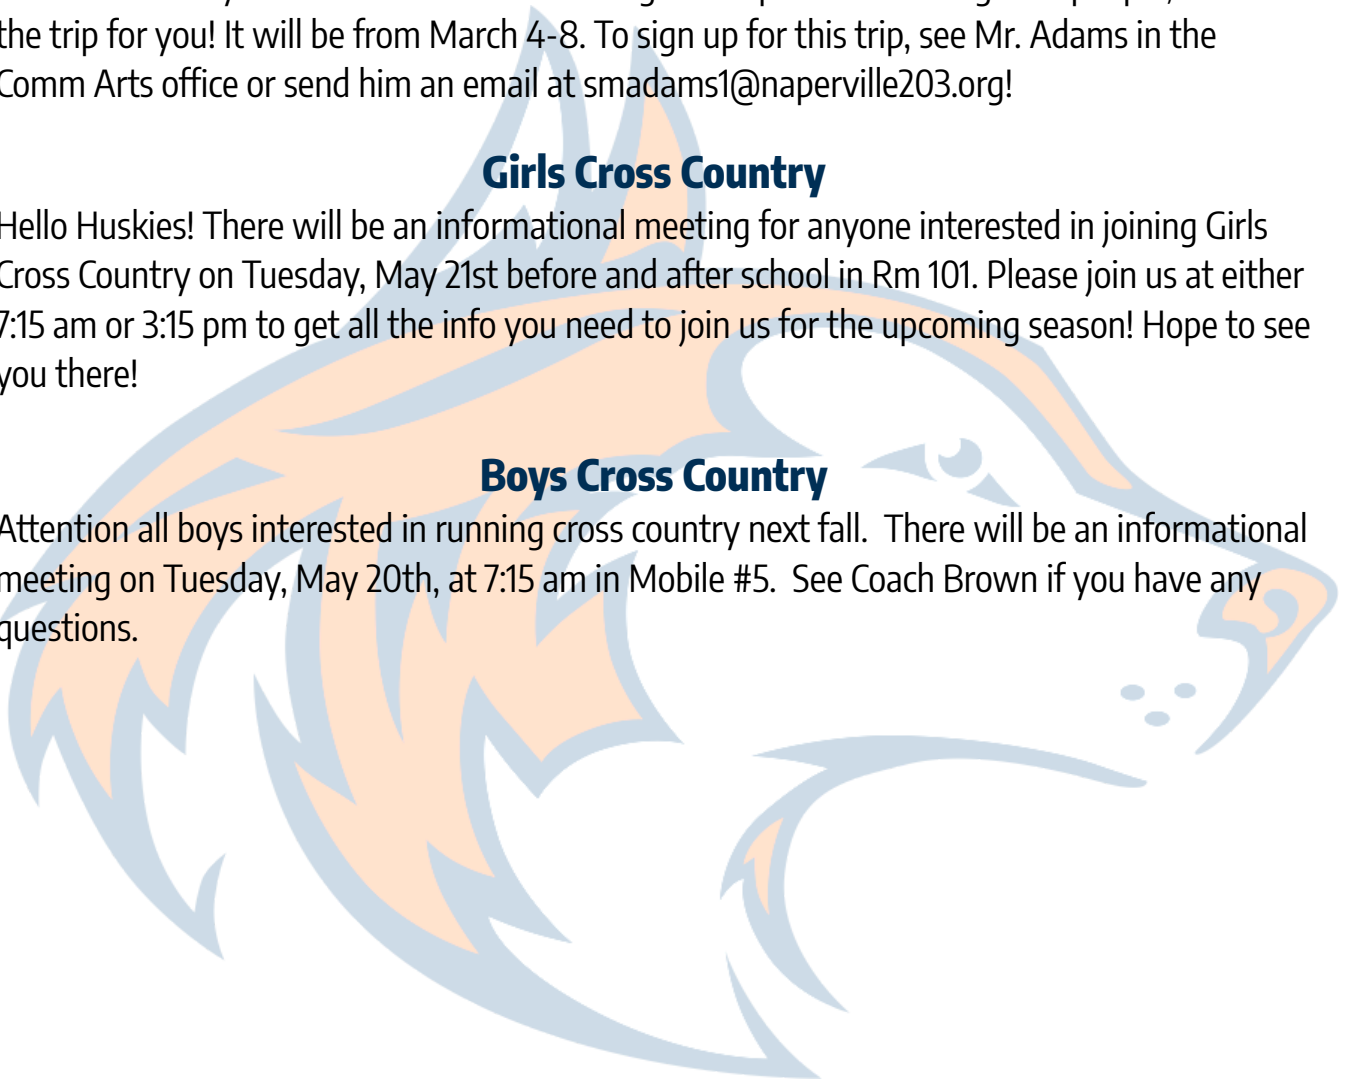 the trip for you! It will be from March 4-8. To sign up for this trip, see Mr. Adams in the
Comm Arts office or send him an email at smadams1@naperville203.org!
Girls Cross Country
Hello Huskies! There will be an informational meeting for anyone interested in joining Girls
Cross Country on Tuesday, May 21st before and after school in Rm 101. Please join us at either
7:15 am or 3:15 pm to get all the info you need to join us for the upcoming season! Hope to see
you there!
Boys Cross Country
Attention all boys interested in running cross country next fall.  There will be an informational
meeting on Tuesday, May 20th, at 7:15 am in Mobile #5.  See Coach Brown if you have any
questions.